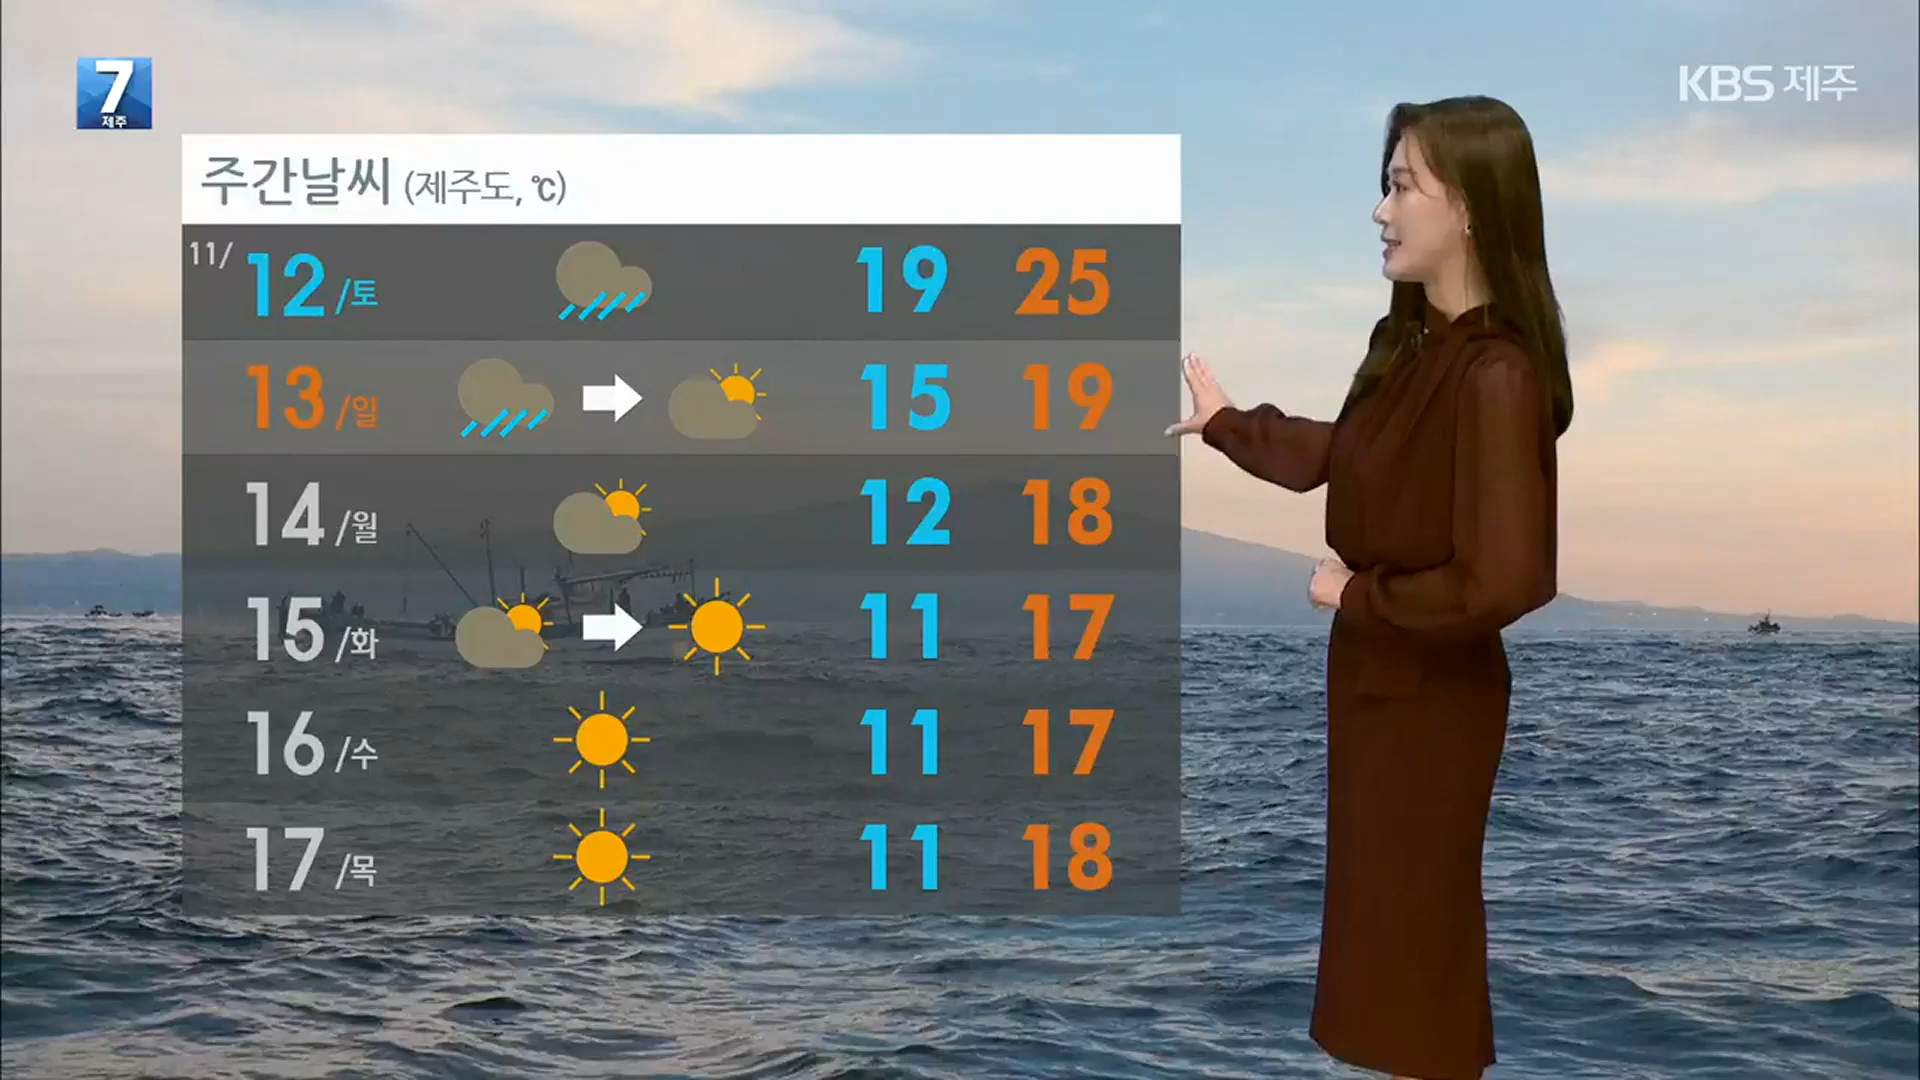 7
제주
KBS 제주
주간날씨 (제주도, ℃)
11/ 12 /토 19 25
13 /일 15 19
14 /월 12 18
15 /화 11 17
16 /수 11 17
17 /목 11 18